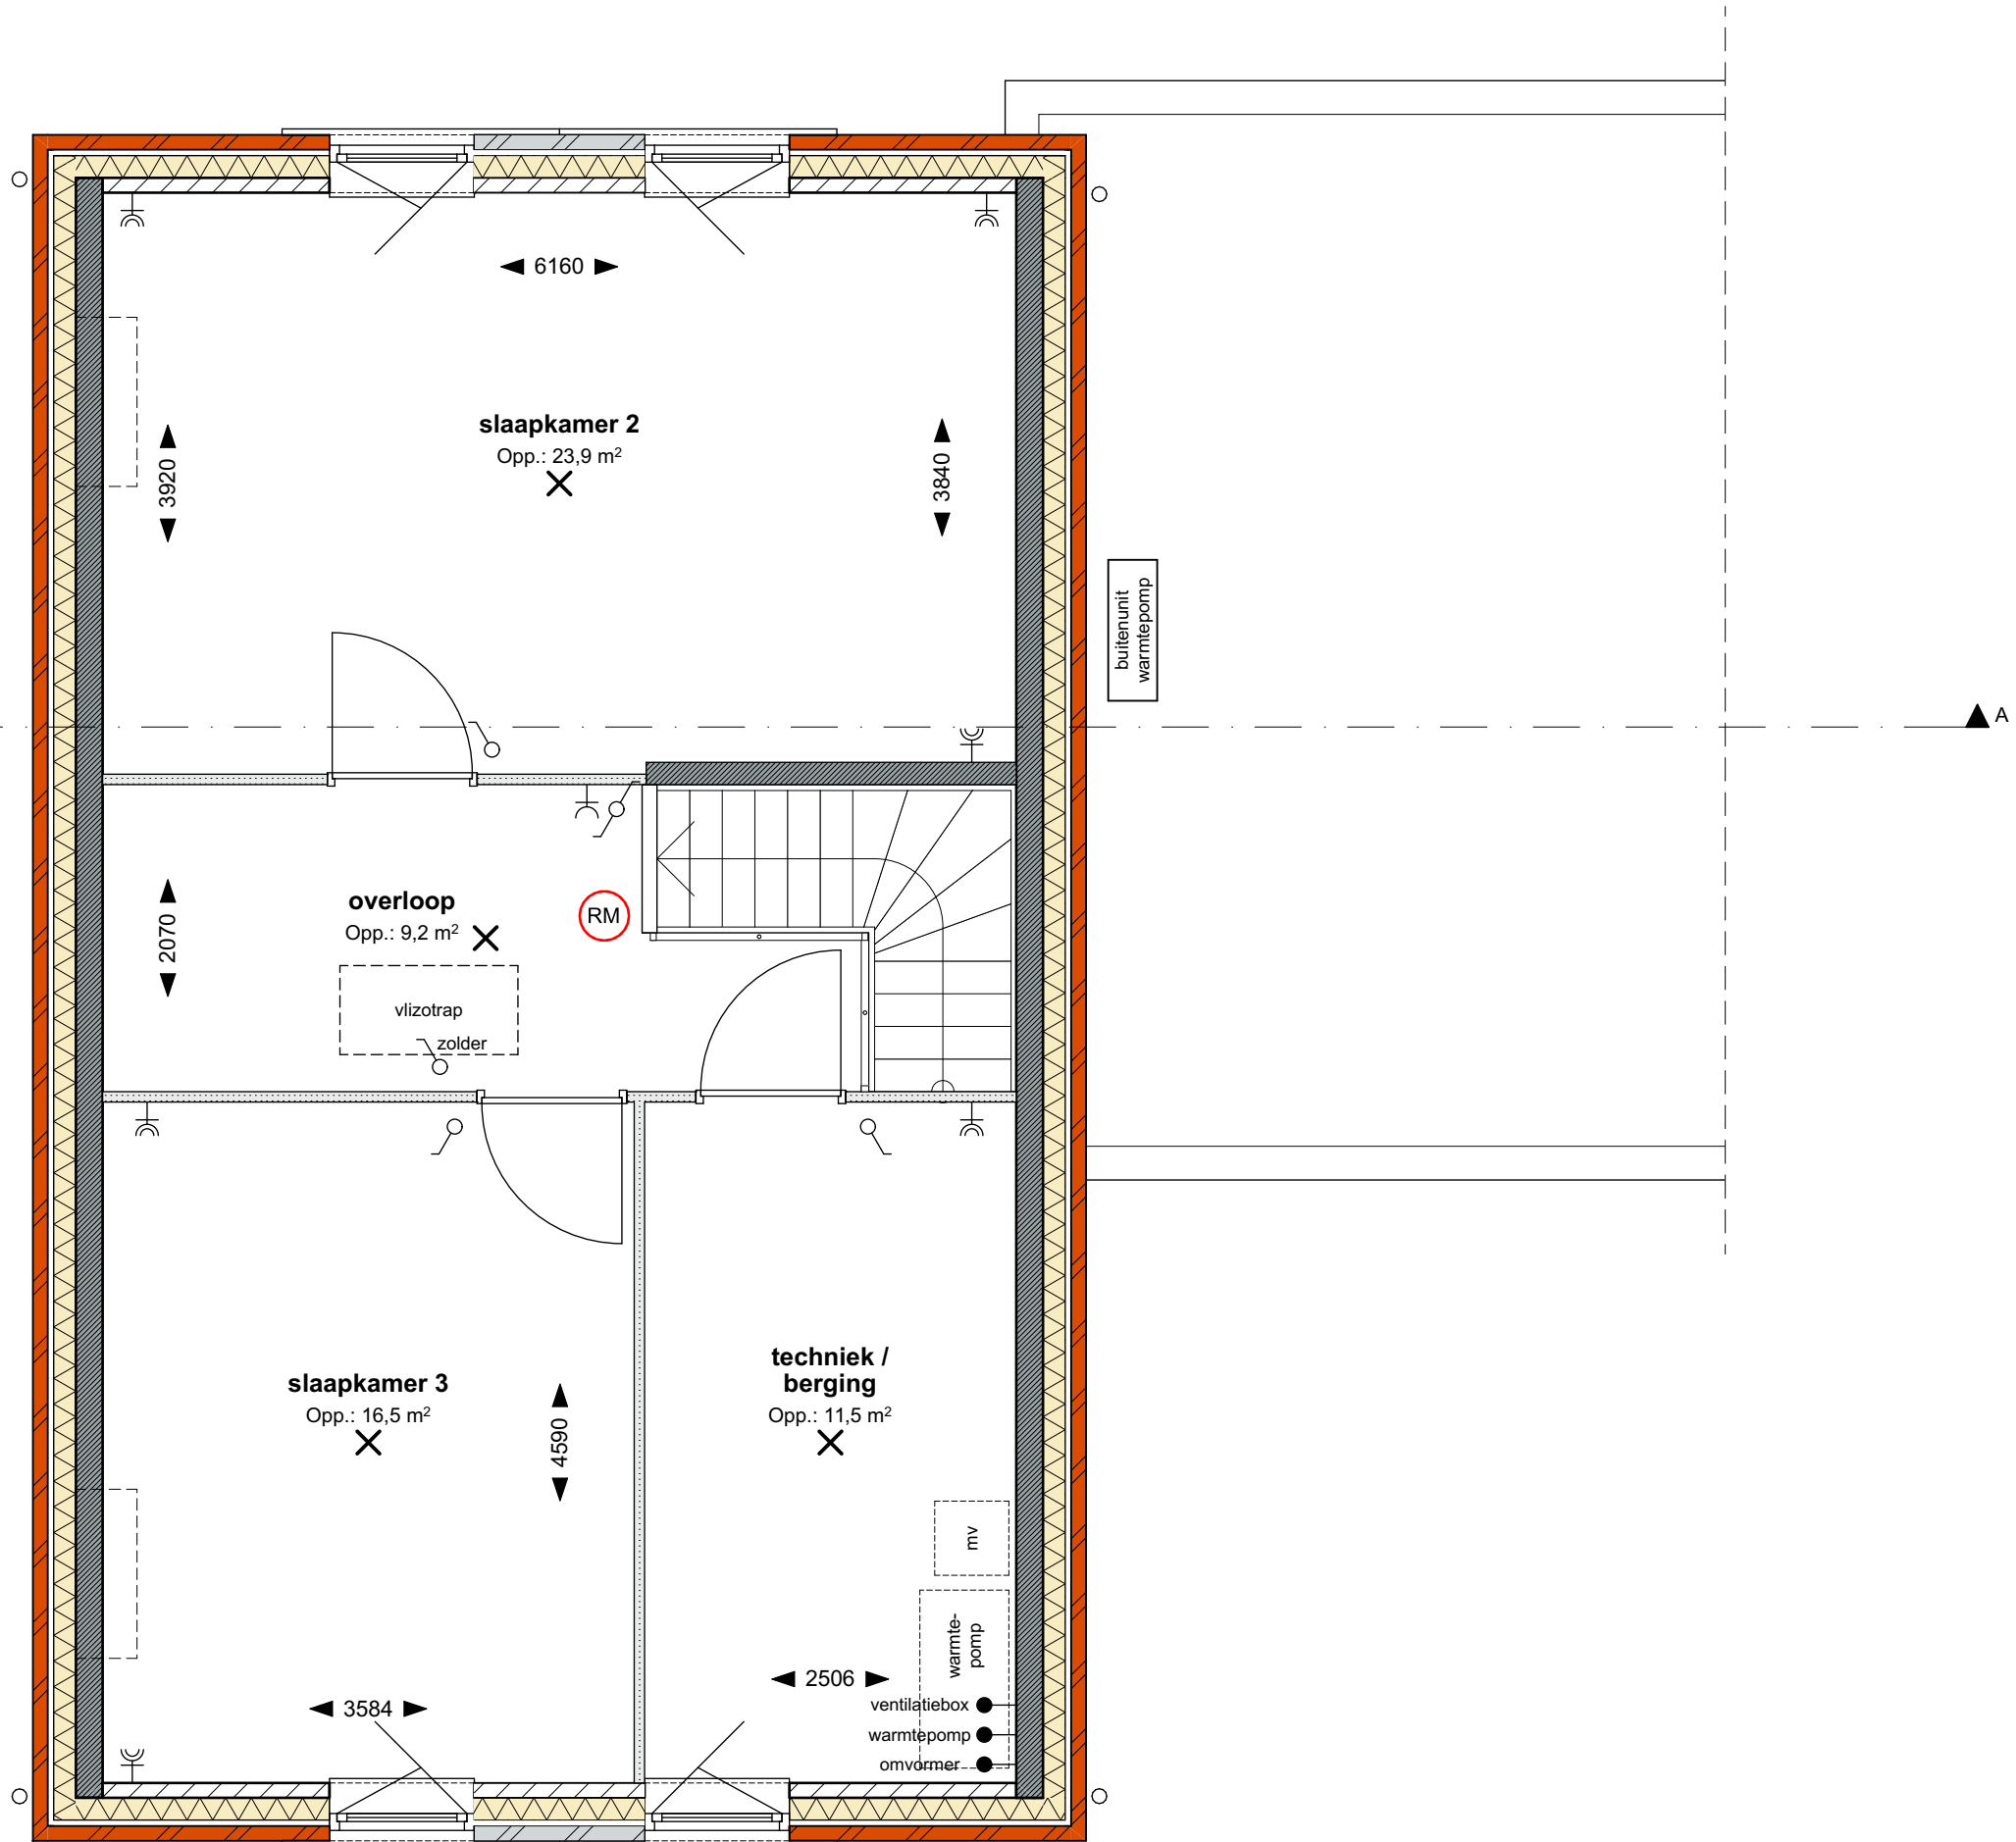 6160
slaapkamer 2
Opp.: 23,9 m²
3920
3840
buitenunit
warmtepomp
A
overloop
Opp.: 9,2 m²
RM
2070
vlizotrap
zolder
slaapkamer 3
Opp.: 16,5 m²
4590
techniek /
berging
Opp.: 11,5 m²
mv
warmte-
pomp
3584
2506
ventilatiebox
warmtepomp
omvormer